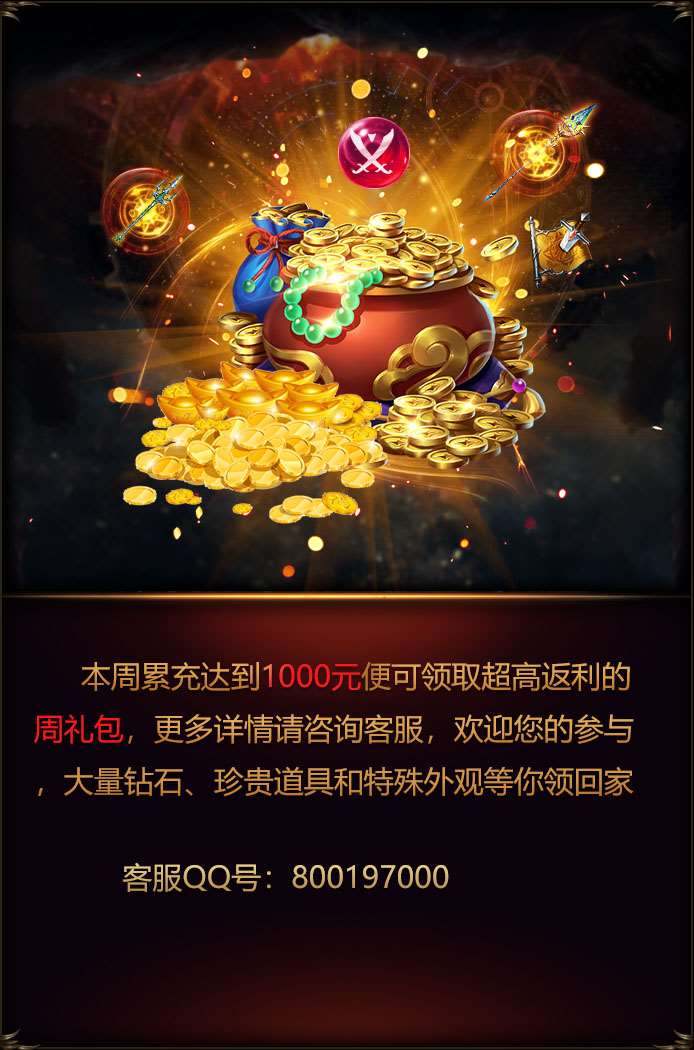 本周累充达到1000元便可领取超高返利的
周礼包，更多详情请咨询客服，欢迎您的参与
，大量钻石、珍贵道具和特殊外观等你领回家
客服QQ号：800197000